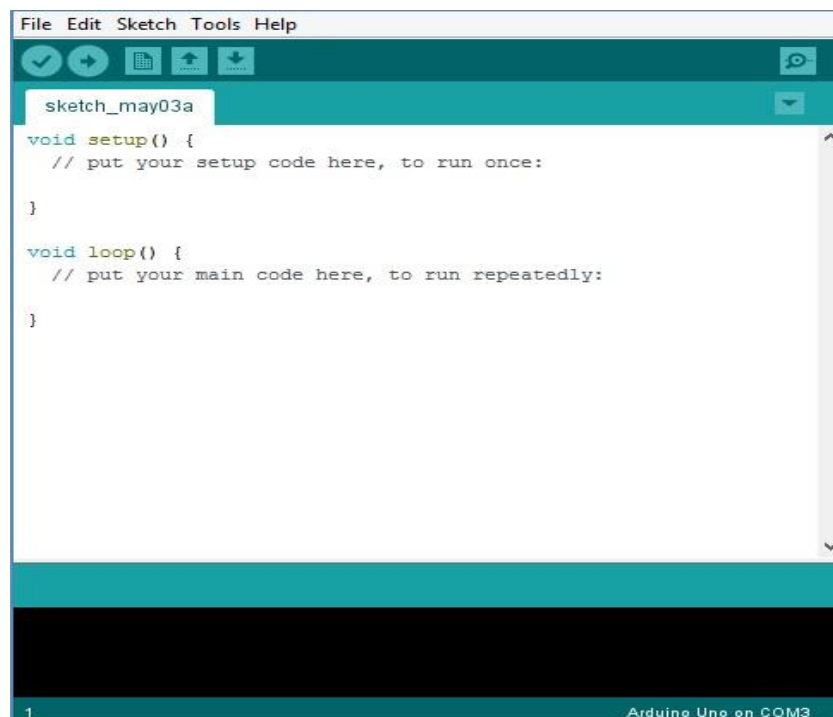 File Edit Sketch Tools Help
sketch_may03a
void setup() {
  // put your setup code here, to run once:

}

void loop() {
  // put your main code here, to run repeatedly:

}
1 Arduino Uno on COM3